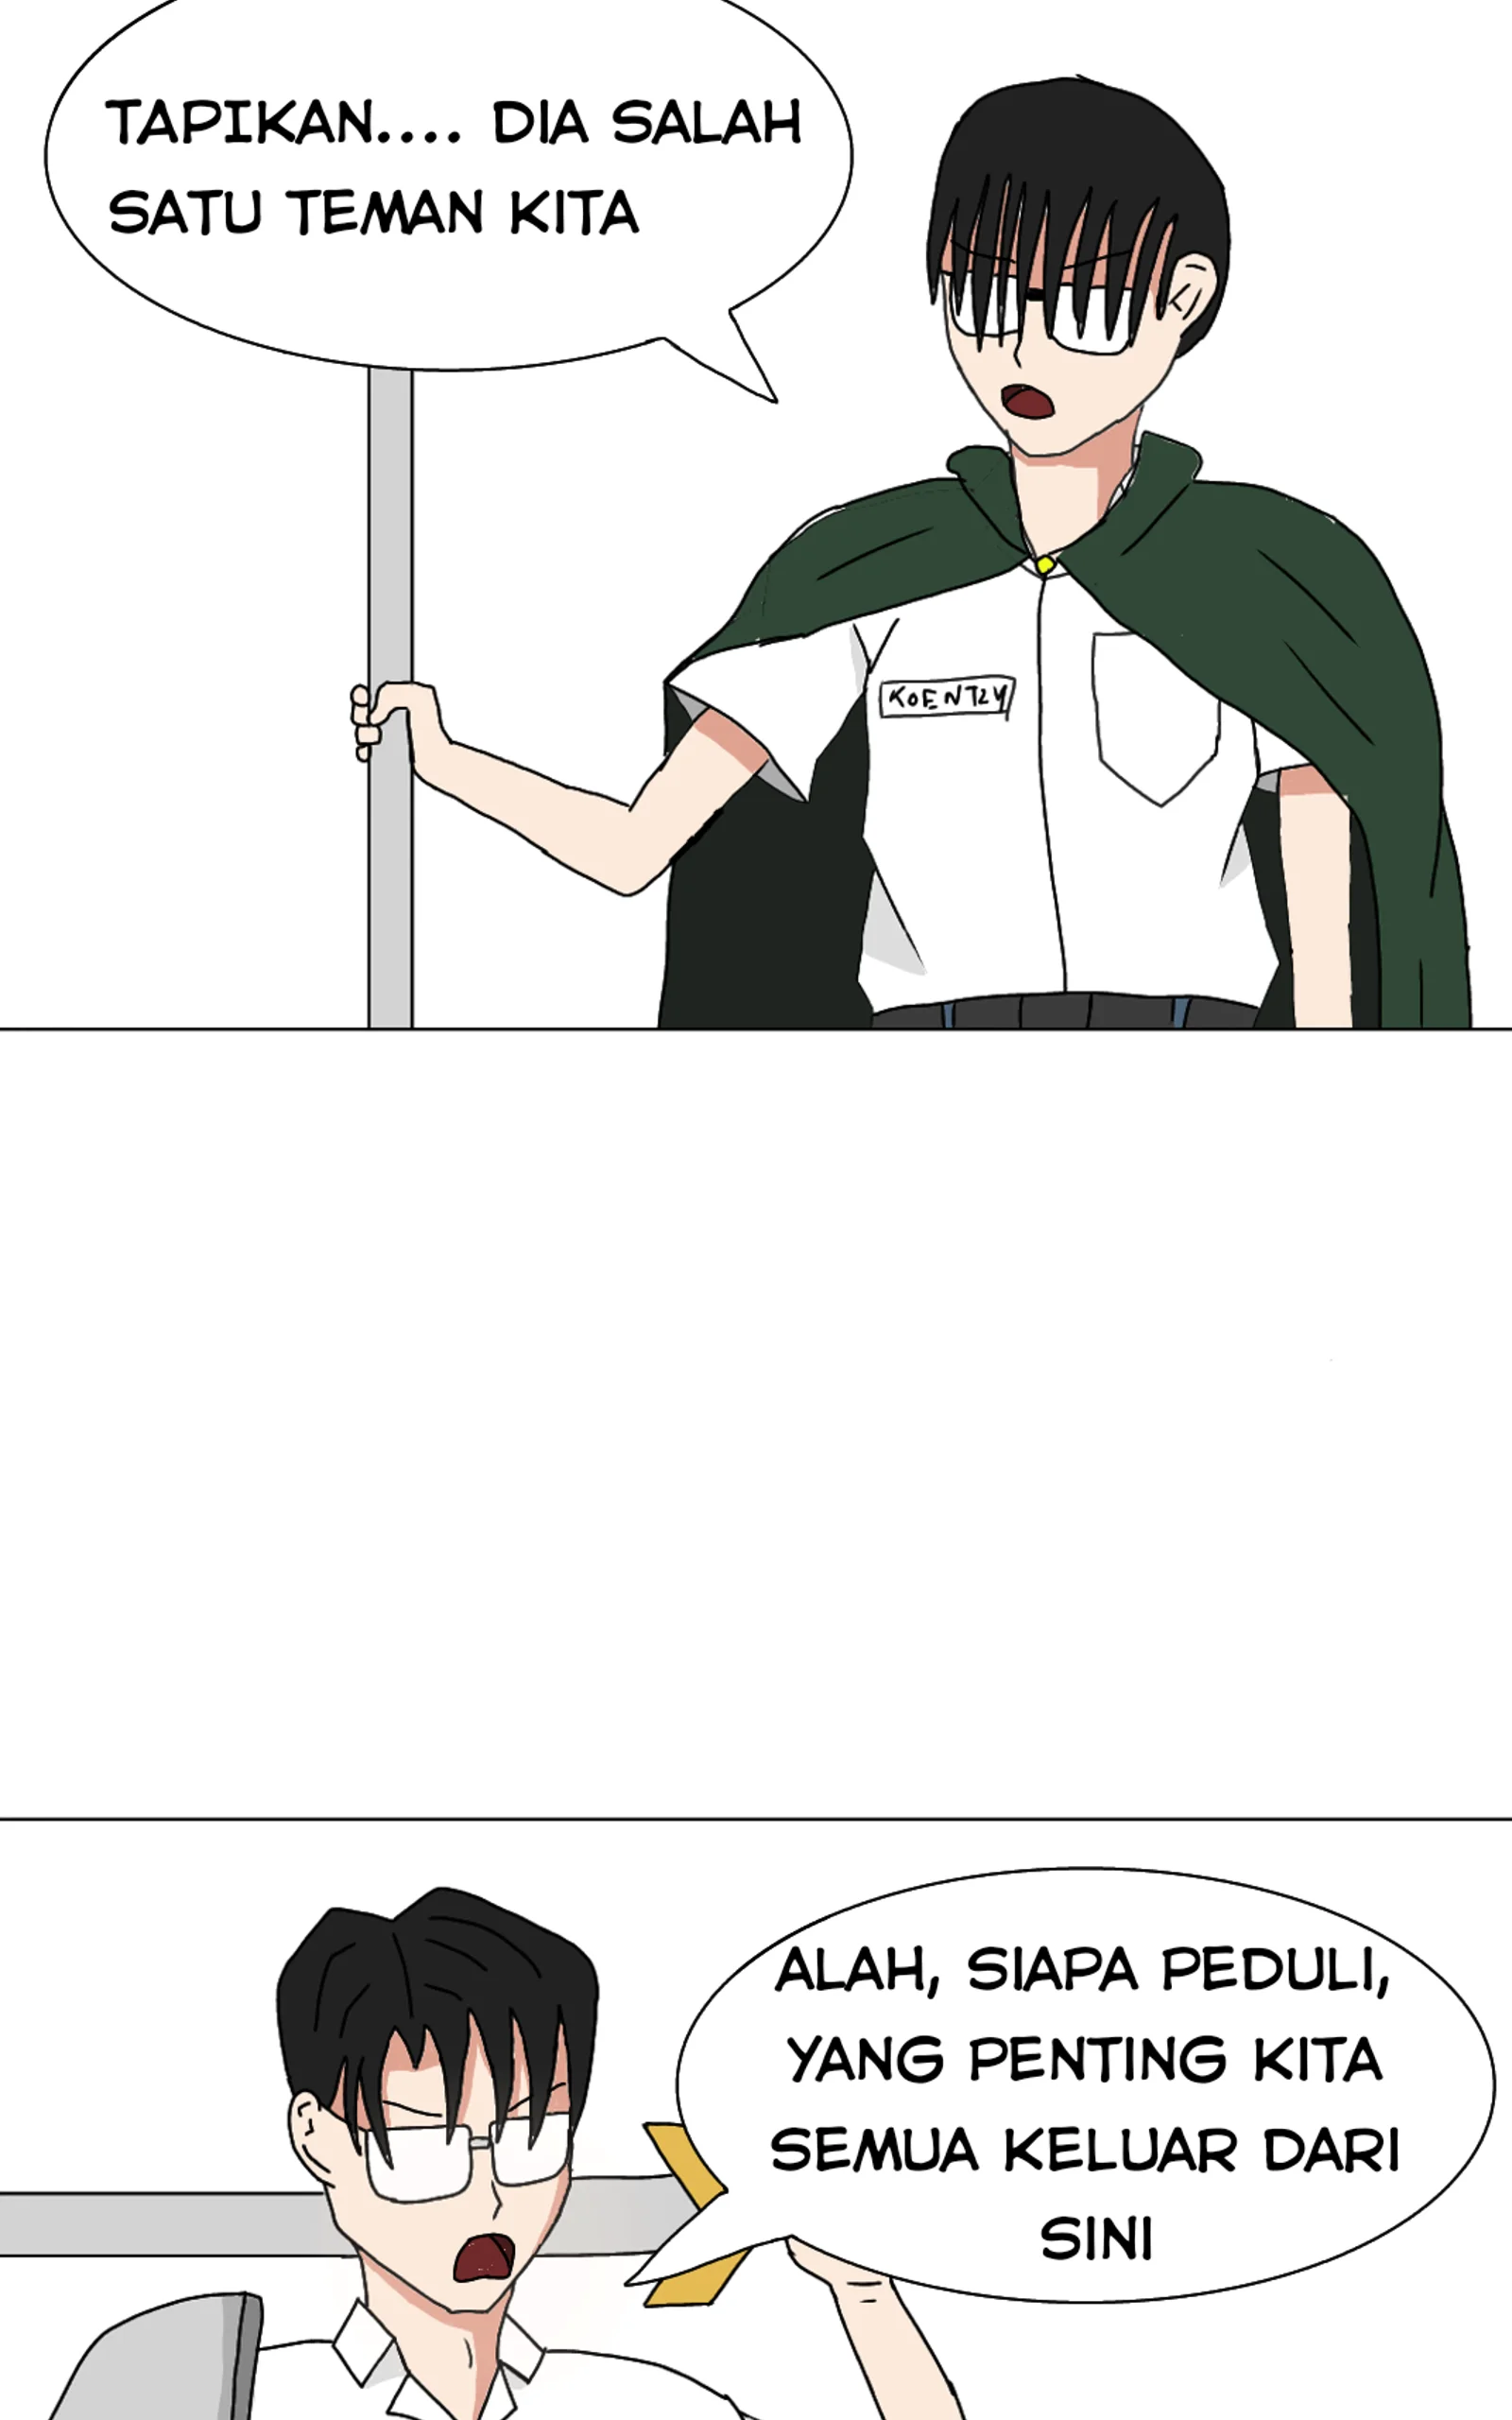 TAPIKAN.... DIA SALAH
SATU TEMAN KITA
KOENTZY
ALAH, SIAPA PEDULI,
YANG PENTING KITA
SEMUA KELUAR DARI
SINI